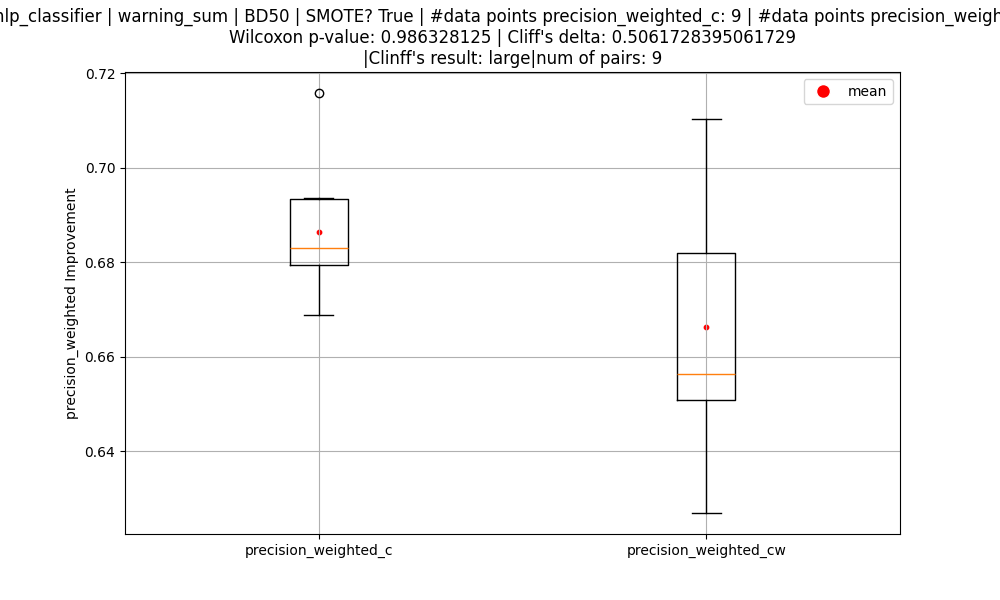 nlp_classifier | warning_sum | BD50 | SMOTE? True | #data points precision_weighted_c: 9 | #data points
Wilcoxon p-value: 0.986328125 | Cliff's delta: 0.5061728395061729
|Clinff's result: large|num of pairs: 9
mean
0.72
0.70
0.68
0.66
0.64
precision_weighted Improvement
precision_weighted_c
precision_weighted_cw